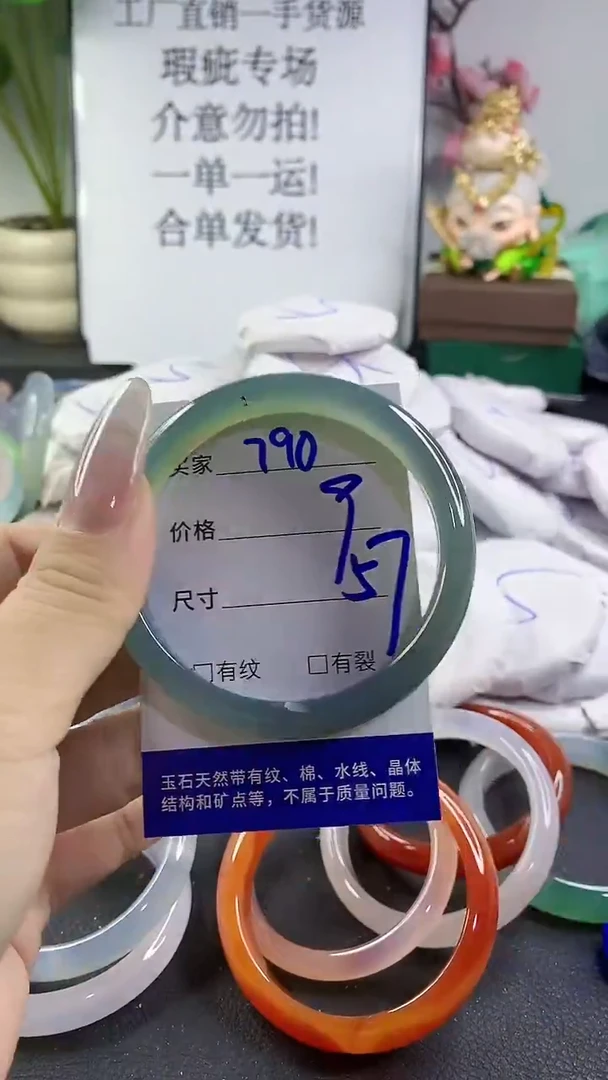 工厂直销一手货源
瑕疵专场
介意勿拍!
一单一运!
合单发货!
买家 790
价格 9
尺寸 57
□有纹 □有裂
玉石天然带有纹、棉、水线、晶体
结构和矿点等，不属于质量问题。